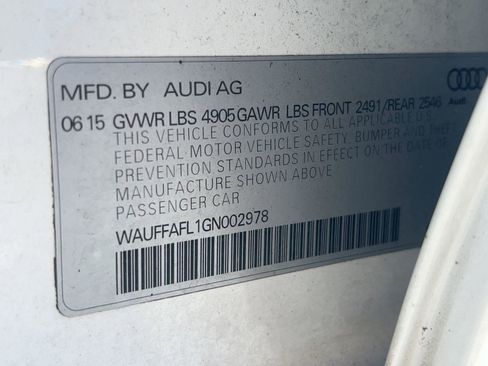 MFD. BY AUDI AG
Audi
06 15 GVWR LBS 4905 GAWR LBS FRONT 2491/REAR 2546
THIS VEHICLE CONFORMS TO ALL APPLICABLE U.S.
FEDERAL MOTOR VEHICLE SAFETY, BUMPER AND THEFT
PREVENTION STANDARDS IN EFFECT ON THE DATE OF
MANUFACTURE SHOWN ABOVE.
PASSENGER CAR
WAUFFAFL1GN002978